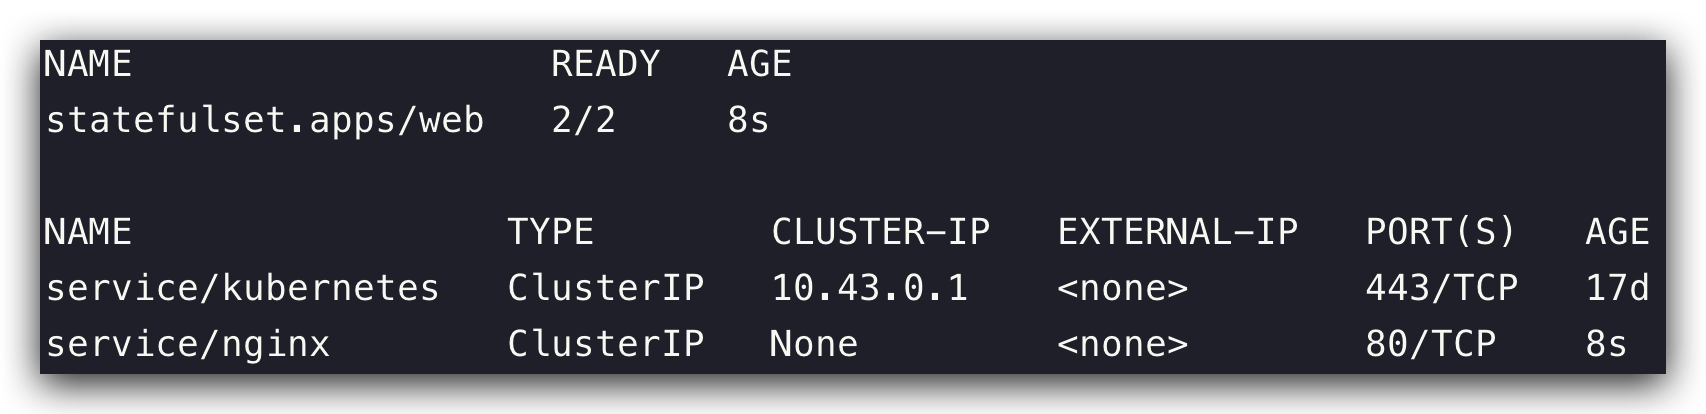 NAME                    READY   AGE
statefulset.apps/web    2/2     8s

NAME                 TYPE        CLUSTER-IP   EXTERNAL-IP   PORT(S)   AGE
service/kubernetes   ClusterIP   10.43.0.1    <none>        443/TCP   17d
service/nginx        ClusterIP   None         <none>        80/TCP    8s